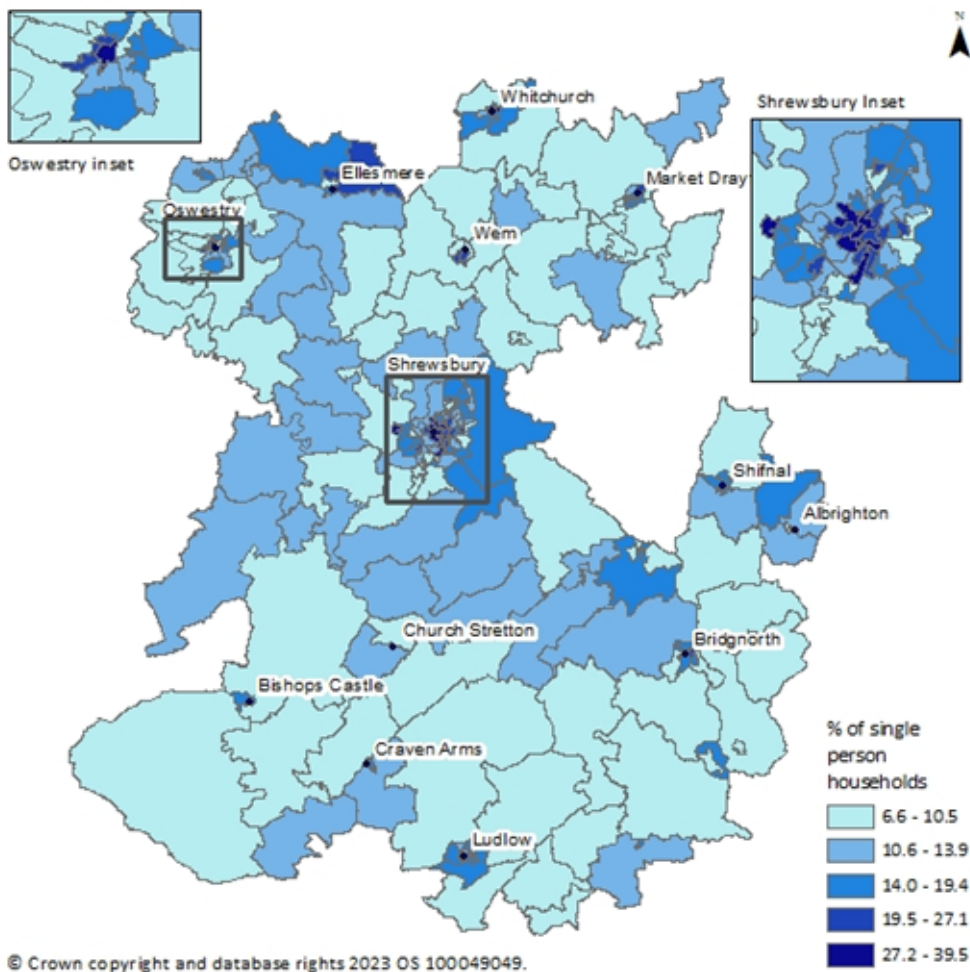 N
Whitchurch
Shrewsbury Inset
Oswestry inset
Ellesmere
Market Dray
Oswestry
Wem
Shrewsbury
Shifnal
Albrighton
Church Stretton
Bridgnorth
Bishops Castle
Craven Arms
Ludlow
% of single
person
households
6.6 - 10.5
10.6 - 13.9
14.0 - 19.4
19.5 - 27.1
27.2 - 39.5
© Crown copyright and database rights 2023 OS 100049049.